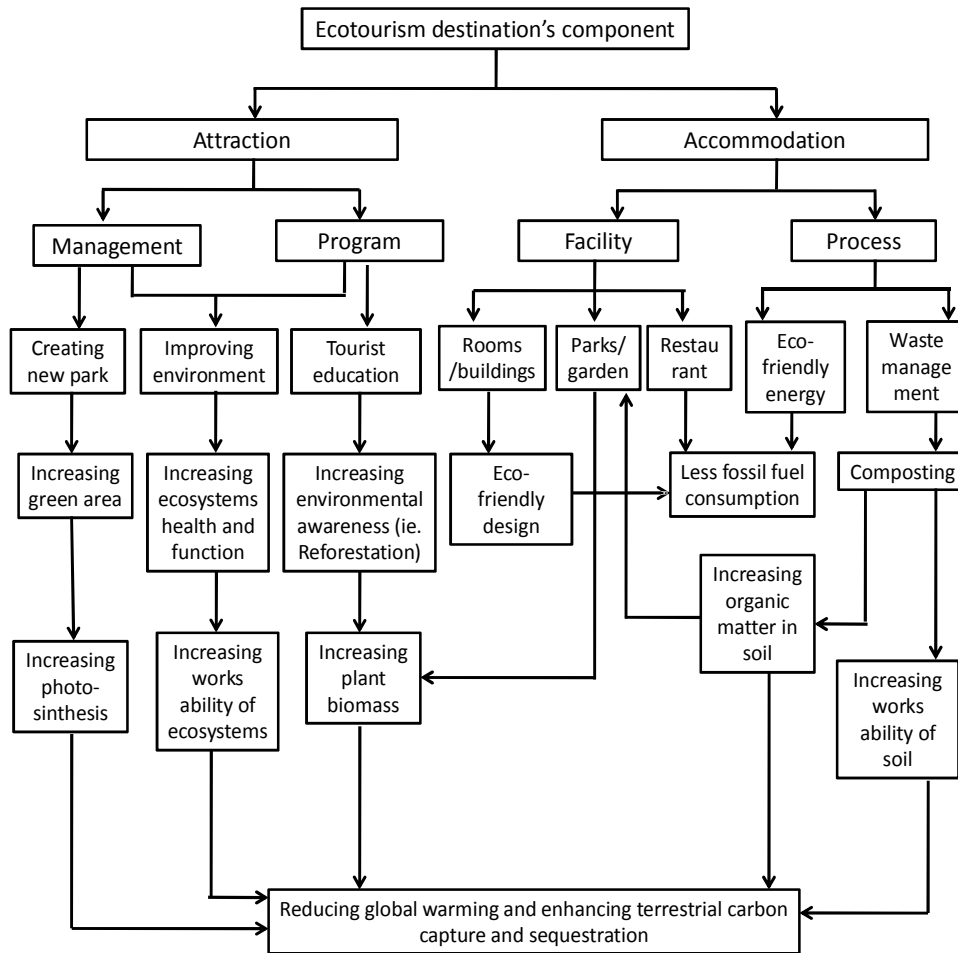 Ecotourism destination's component
Attraction
Accommodation
Management
Program
Facility
Process
Creating
new park
Improving
environment
Tourist
education
Rooms
/buildings
Parks/
garden
Restau
rant
Eco-
friendly
energy
Waste
manage
ment
Increasing
green area
Increasing
ecosystems
health and
function
Increasing
environmental
awareness (ie.
Reforestation)
Eco-
friendly
design
Less fossil fuel
consumption
Composting
Increasing
organic
matter in
soil
Increasing
photo-
sinthesis
Increasing
works
ability of
ecosystems
Increasing
plant
biomass
Increasing
works
ability of
soil
Reducing global warming and enhancing terrestrial carbon
capture and sequestration